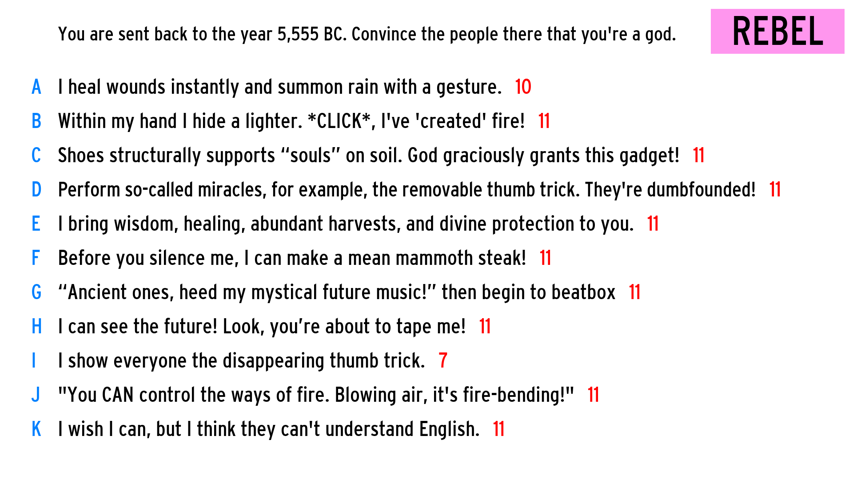 You are sent back to the year 5,555 BC. Convince the people there that you're a god.
REBEL
A I heal wounds instantly and summon rain with a gesture. 10
B Within my hand I hide a lighter. *CLICK*, I've 'created' fire! 11
C Shoes structurally supports “souls” on soil. God graciously grants this gadget! 11
D Perform so-called miracles, for example, the removable thumb trick. They're dumbfounded! 11
E I bring wisdom, healing, abundant harvests, and divine protection to you. 11
F Before you silence me, I can make a mean mammoth steak! 11
G “Ancient ones, heed my mystical future music!” then begin to beatbox 11
H I can see the future! Look, you’re about to tape me! 11
I I show everyone the disappearing thumb trick. 7
J "You CAN control the ways of fire. Blowing air, it's fire-bending!" 11
K I wish I can, but I think they can't understand English. 11